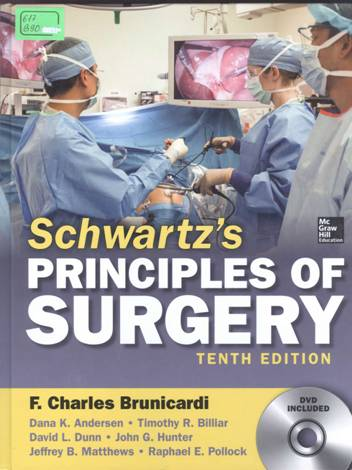 617
Schwartz's
PRINCIPLES OF
SURGERY
TENTH EDITION
Mc
Graw
Hill
Education
F. Charles Brunicardi
Dana K. Andersen • Timothy R. Billiar
David L. Dunn • John G. Hunter
Jeffrey B. Matthews • Raphael E. Pollock
DVD
INCLUDED